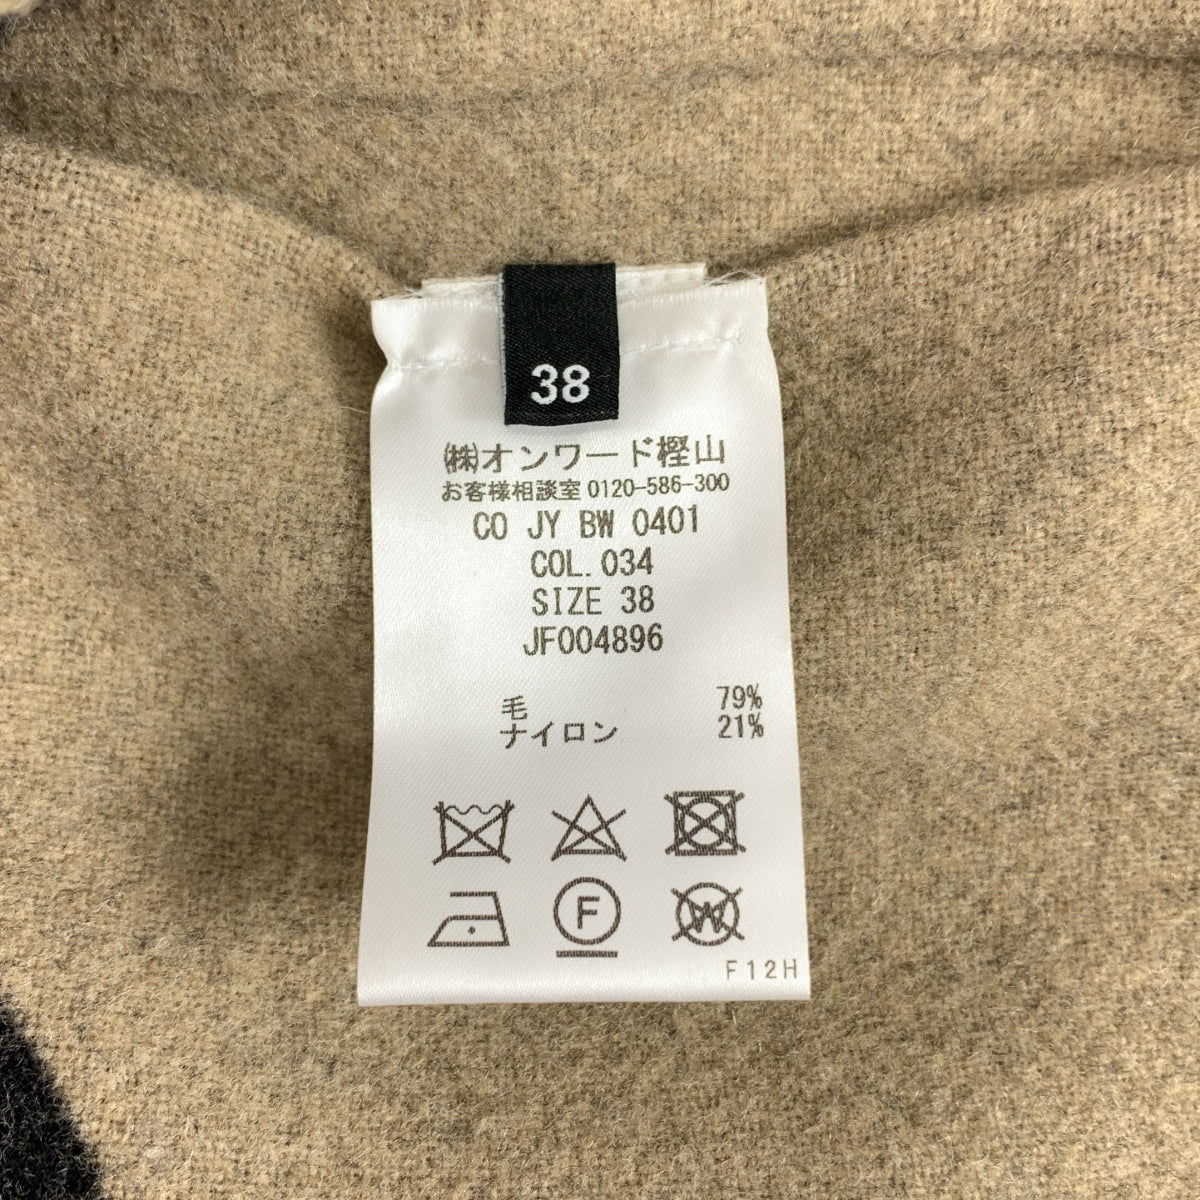 38
㈱オンワード樫山
お客様相談室 0120-586-300
CO JY BW 0401
COL. 034
SIZE 38
JF004896
毛 79%
ナイロン 21%
F
W
F12H